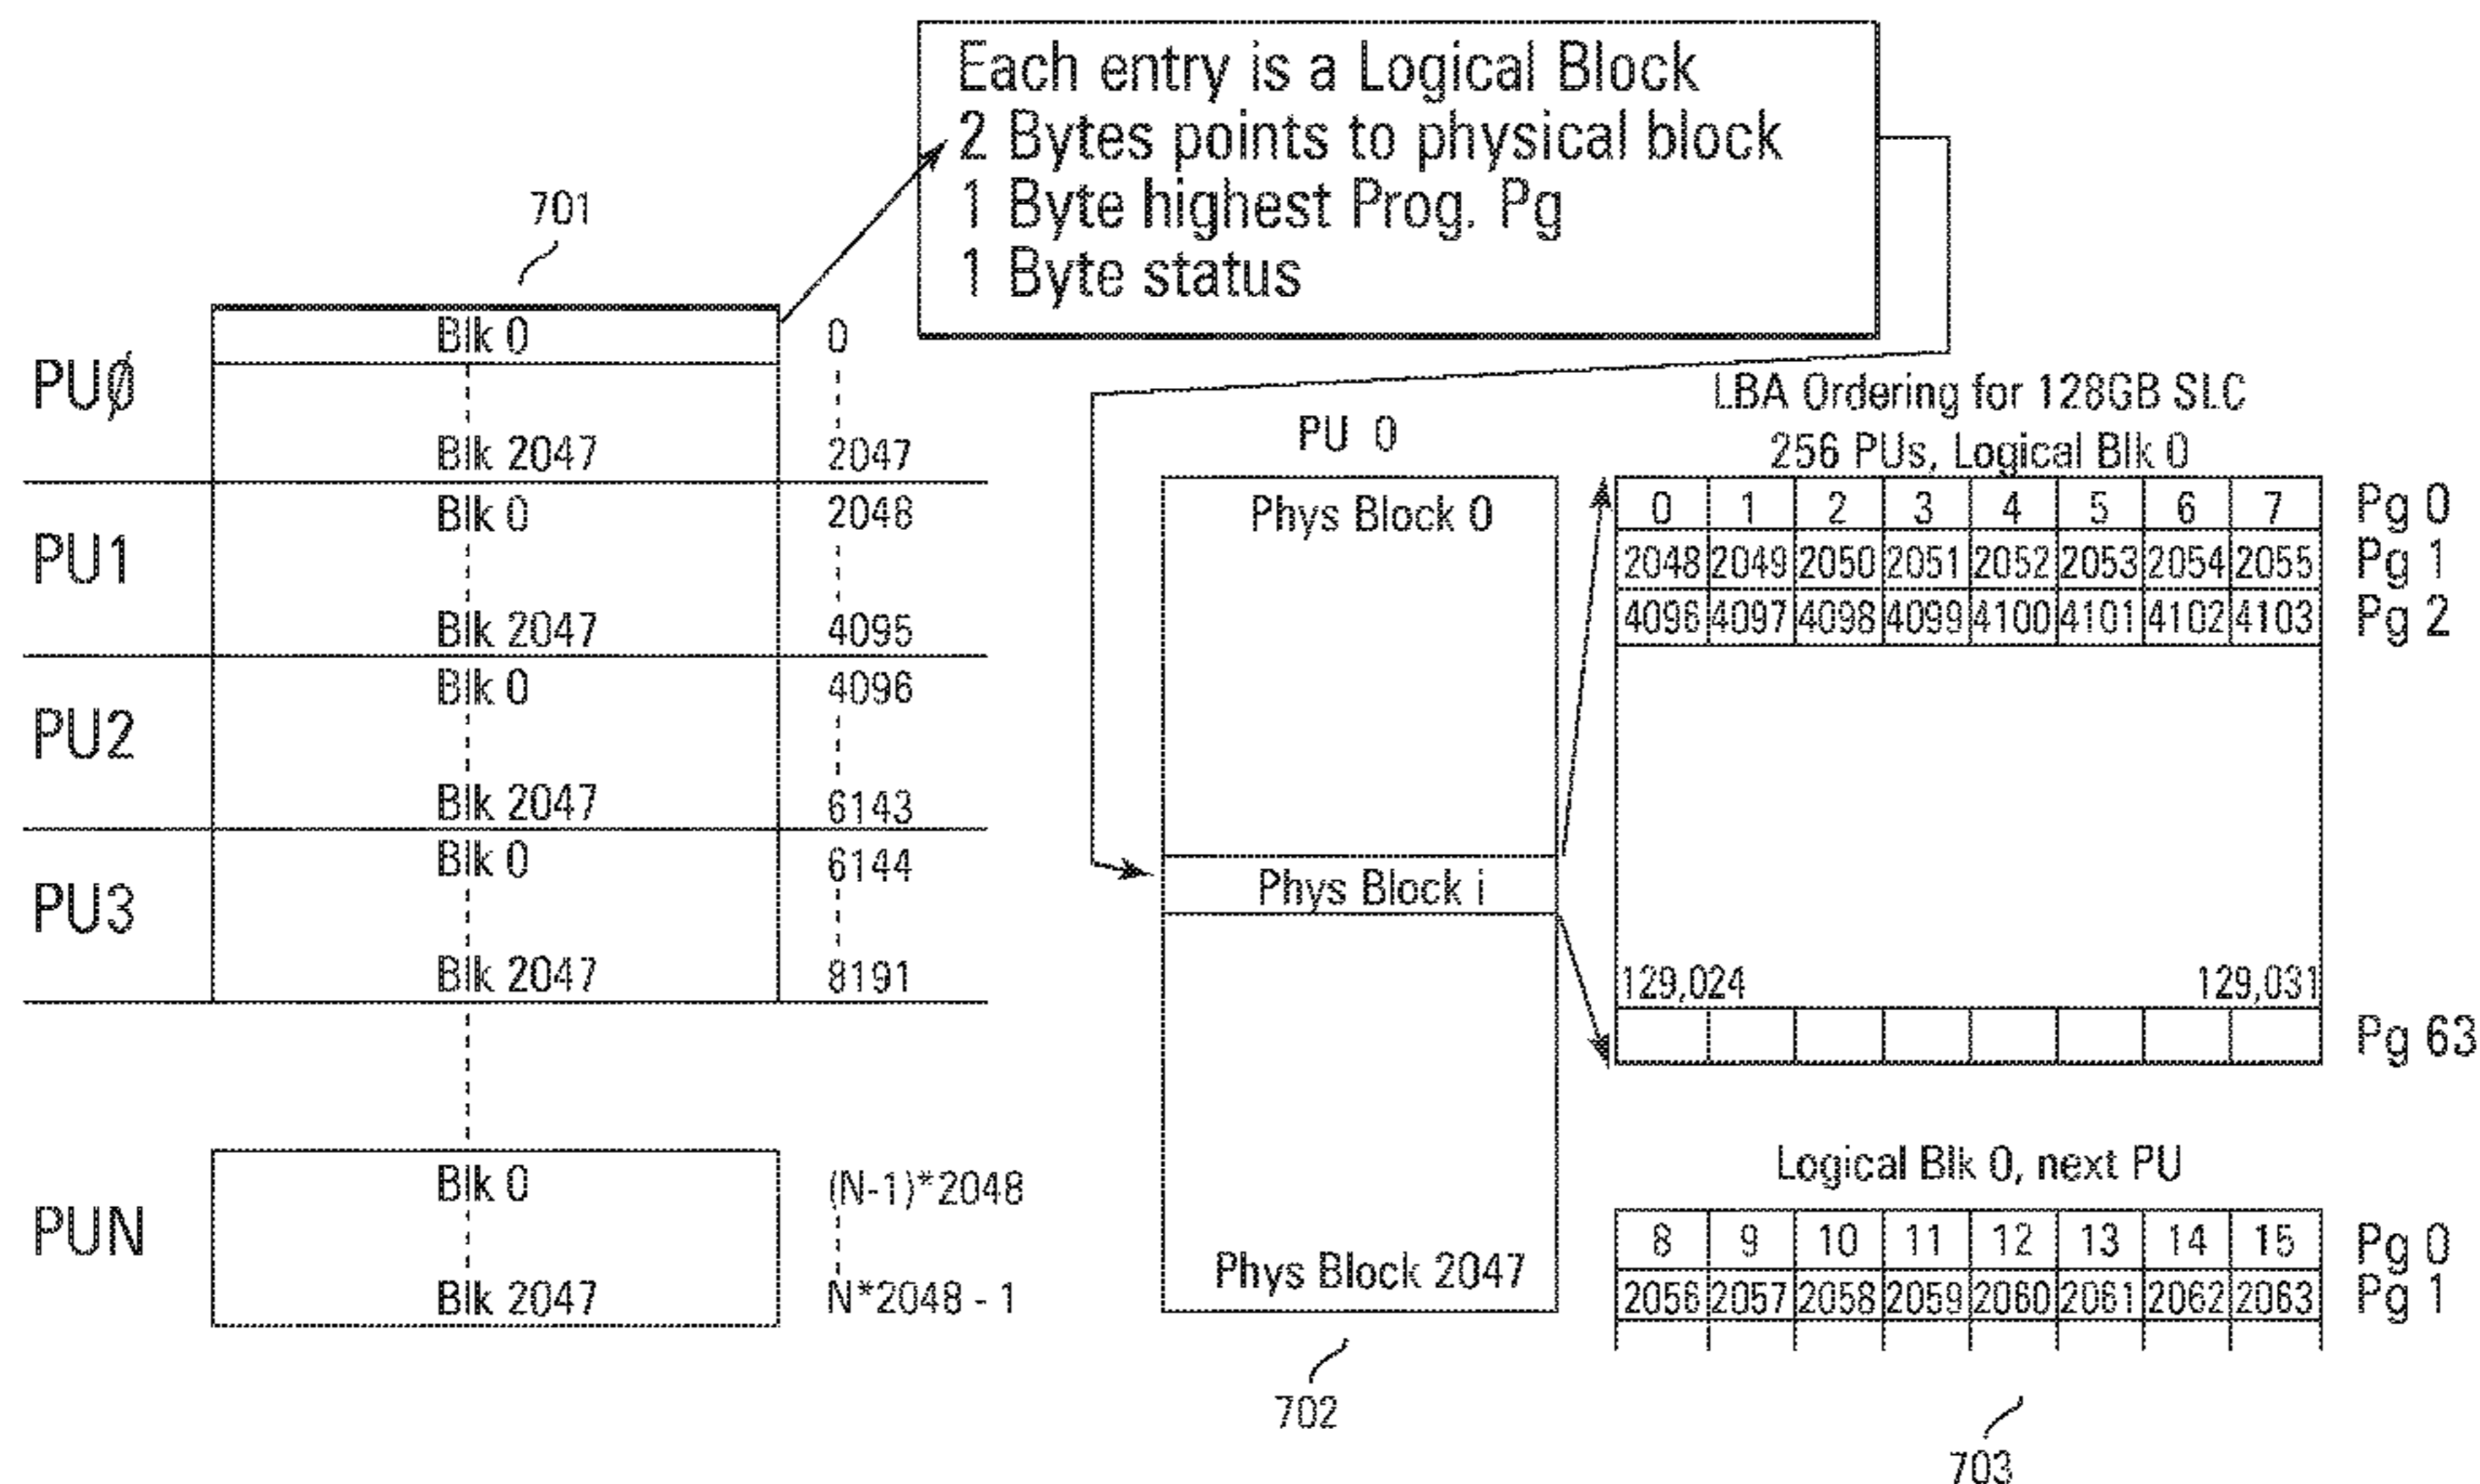 Each entry is a Logical Block
2 Bytes points to physical block
1 Byte highest Prog. Pg
1 Byte status
701
PUØ
Blk 0
0
Blk 2047
2047
PU1
Blk 0
2048
Blk 2047
4095
PU2
Blk 0
4096
Blk 2047
6143
PU3
Blk 0
6144
Blk 2047
8191
PUN
Blk 0
(N-1)*2048
Blk 2047
N*2048 - 1
PU 0
Phys Block 0
Phys Block i
Phys Block 2047
702
LBA Ordering for 128GB SLC
256 PUs, Logical Blk 0
0 1 2 3 4 5 6 7 Pg 0
2048 2049 2050 2051 2052 2053 2054 2055 Pg 1
4096 4097 4098 4099 4100 4101 4102 4103 Pg 2
129,024 129,031
Pg 63
Logical Blk 0, next PU
8 9 10 11 12 13 14 15 Pg 0
2056 2057 2058 2059 2060 2061 2062 2063 Pg 1
703